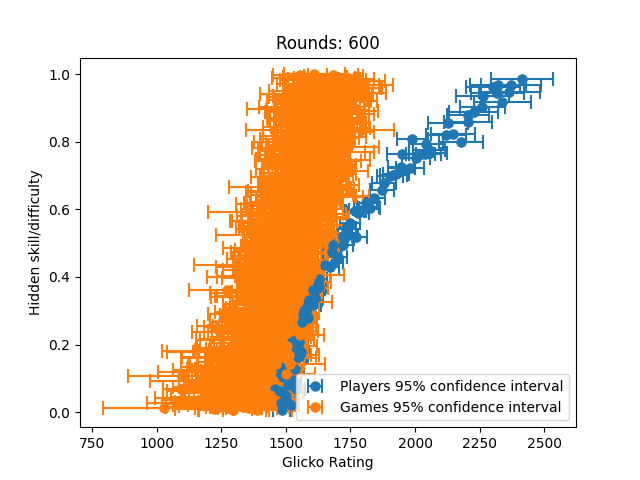 Rounds: 600
Hidden skill/difficulty
1.0
0.8
0.6
0.4
0.2
0.0
Players 95% confidence interval
Games 95% confidence interval
750 1000 1250 1500 1750 2000 2250 2500
Glicko Rating